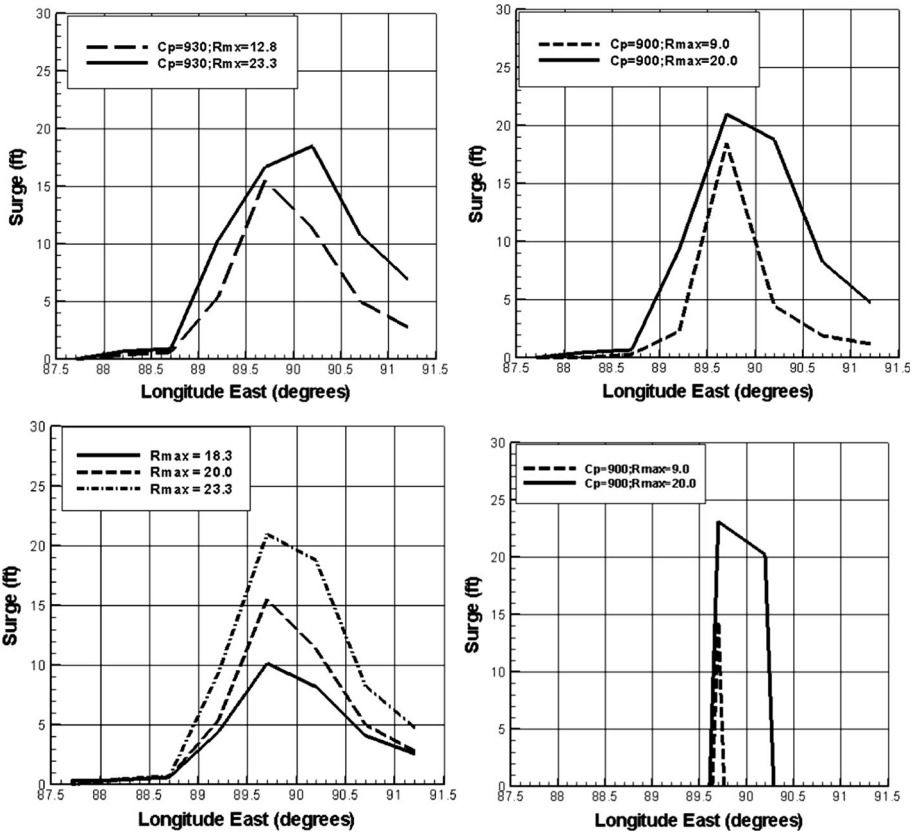 30
Cp=930;Rmx=12.8
Cp=930;Rmx=23.3
25
20
15
10
5
0
Surge (ft)
87.5 88 88.5 89 89.5 90 90.5 91 91.5
Longitude East (degrees)
30
Cp=900;Rmax=9.0
Cp=900;Rmax=20.0
25
20
15
10
5
0
Surge (ft)
87.5 88 88.5 89 89.5 90 90.5 91 91.5
Longitude East (degrees)
30
Rmax = 18.3
Rmax = 20.0
Rmax = 23.3
25
20
15
10
5
0
Surge (ft)
87.5 88 88.5 89 89.5 90 90.5 91 91.5
Longitude East (degrees)
30
Cp=900;Rmax=9.0
Cp=900;Rmax=20.0
25
20
15
10
5
0
Surge (ft)
87.5 88 88.5 89 89.5 90 90.5 91 91.5
Longitude East (degrees)